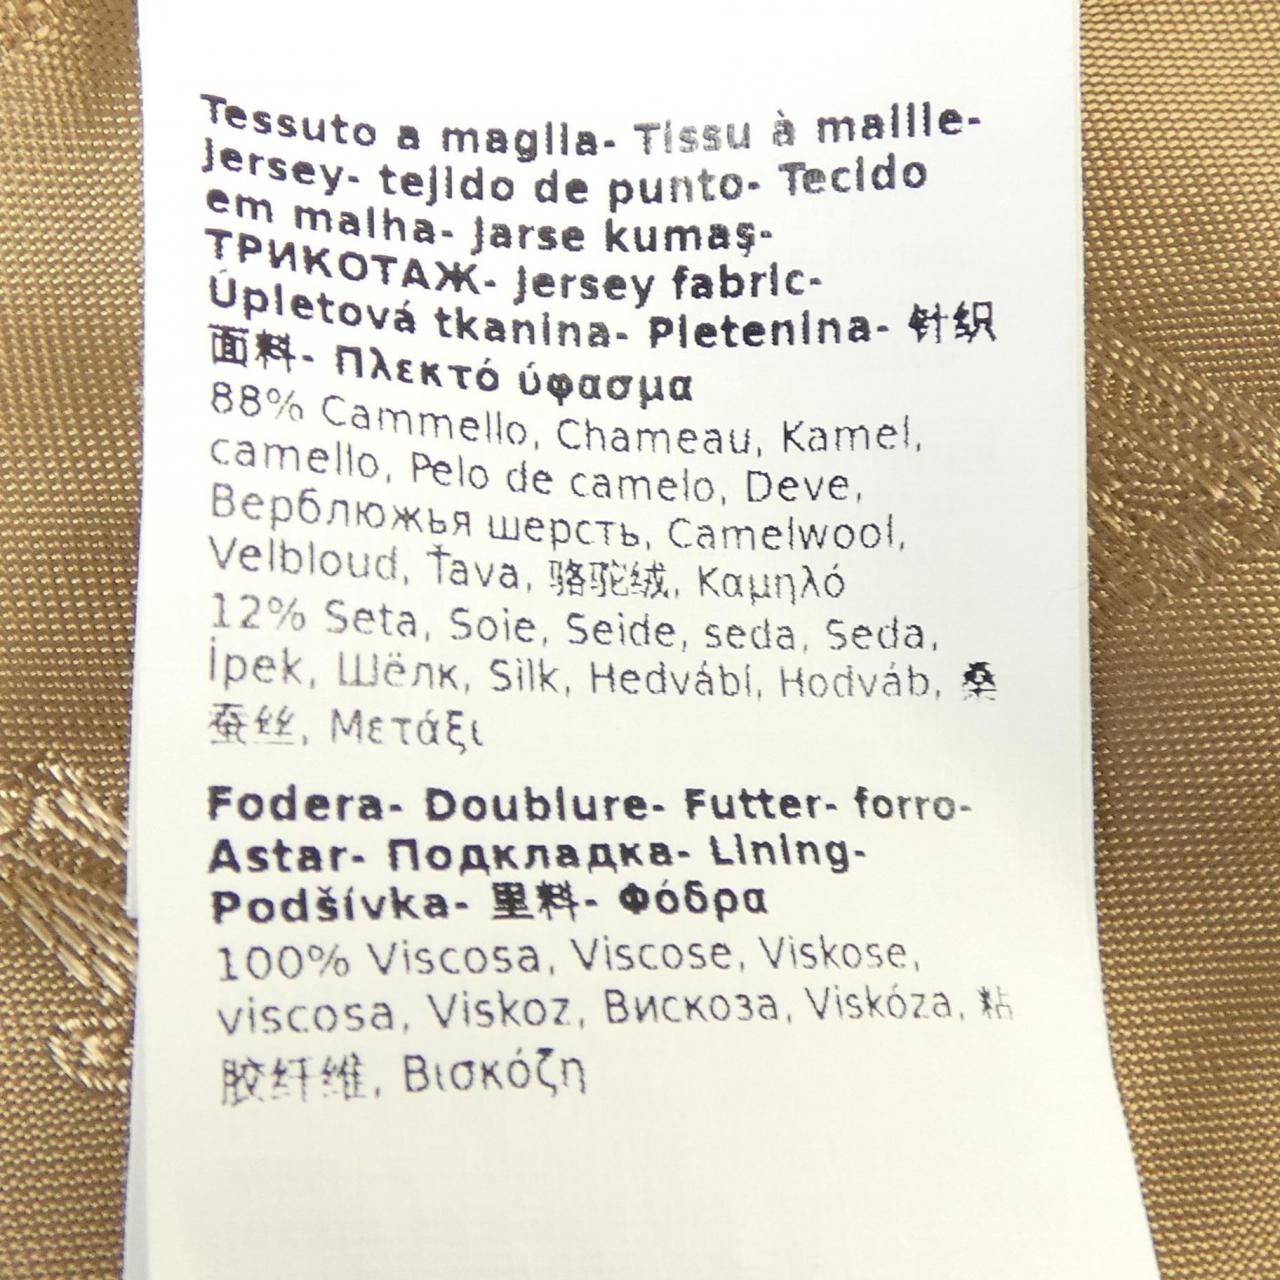 Tessuto a maglia- Tissu à maille-
Jersey- tejido de punto- Tecido
em malha- Jarse kumaş-
ТРИКОТАЖ- Jersey fabric-
Úpletová tkanina- Pletenina- 针织
面料- Πλεκτό ύφασμα
88% Cammello, Chameau, Kamel,
camello, Pelo de camelo, Deve,
Верблюжья шерсть, Camelwool,
Velbloud, Ťava, 骆驼绒, Καμηλό
12% Seta, Soie, Seide, seda, Seda,
İpek, Шёлк, Silk, Hedvábí, Hodváb, 桑
蚕丝, Μετάξι
Fodera- Doublure- Futter- forro-
Astar- Подкладка- Lining-
Podšívka- 里料- Φόδρα
100% Viscosa, Viscose, Viskose,
viscosa, Viskoz, Вискоза, Viskóza, 粘
胶纤维, Βισκόζη